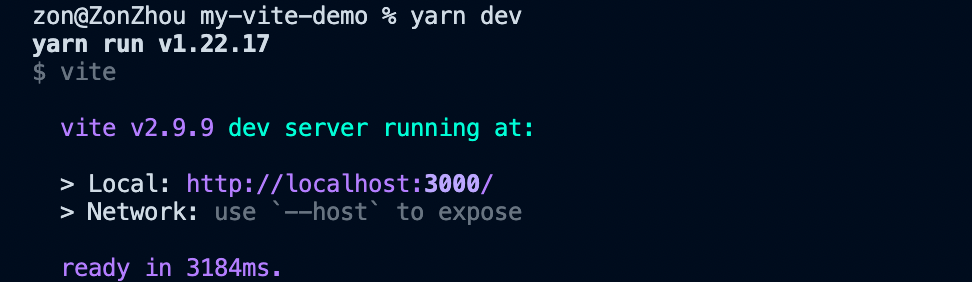 zon@ZonZhou my-vite-demo % yarn dev
yarn run v1.22.17
$ vite
vite v2.9.9 dev server running at:
> Local: http://localhost:3000/
> Network: use `--host` to expose
ready in 3184ms.